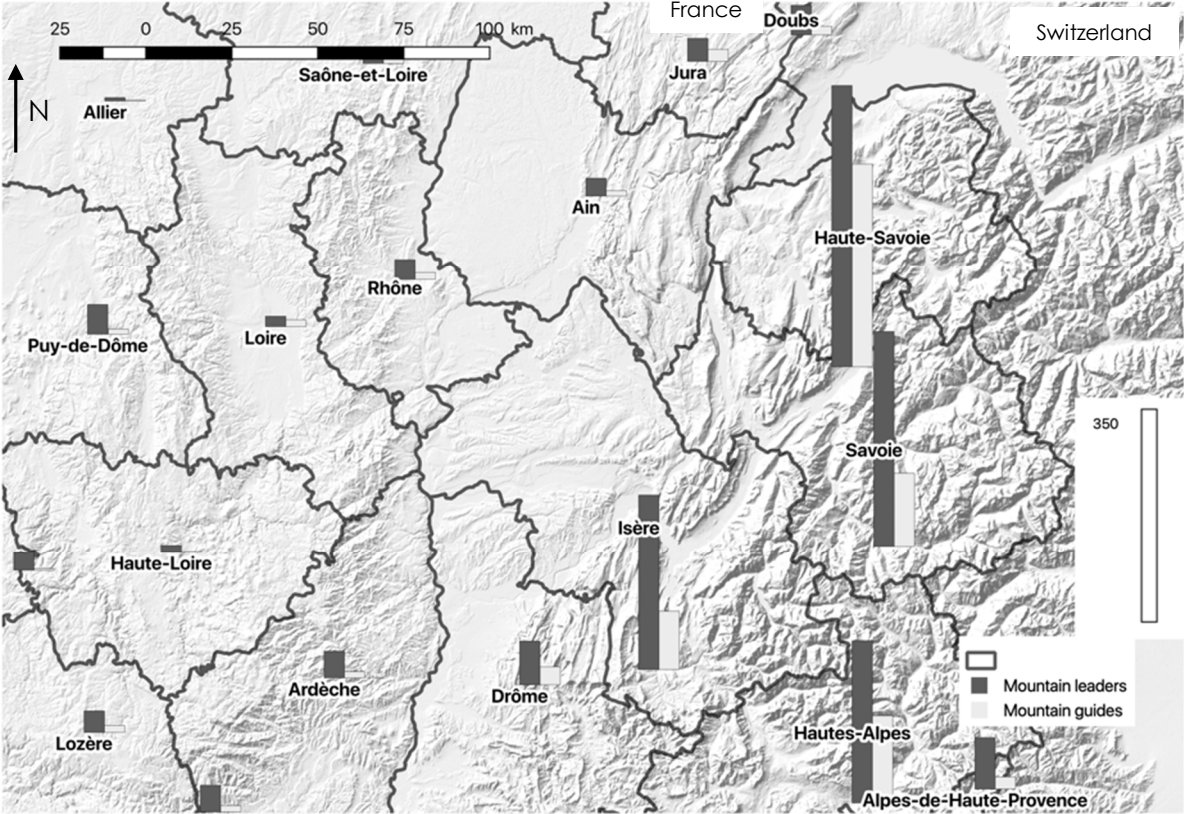 France
Doubs
Switzerland
25 0 25 50 75 100 km
Jura
Saône-et-Loire
N
Allier
Ain
Haute-Savoie
Rhône
Loire
Puy-de-Dôme
350
Savoie
Isère
Haute-Loire
Mountain leaders
Mountain guides
Ardèche
Drôme
Hautes-Alpes
Lozère
Alpes-de-Haute-Provence